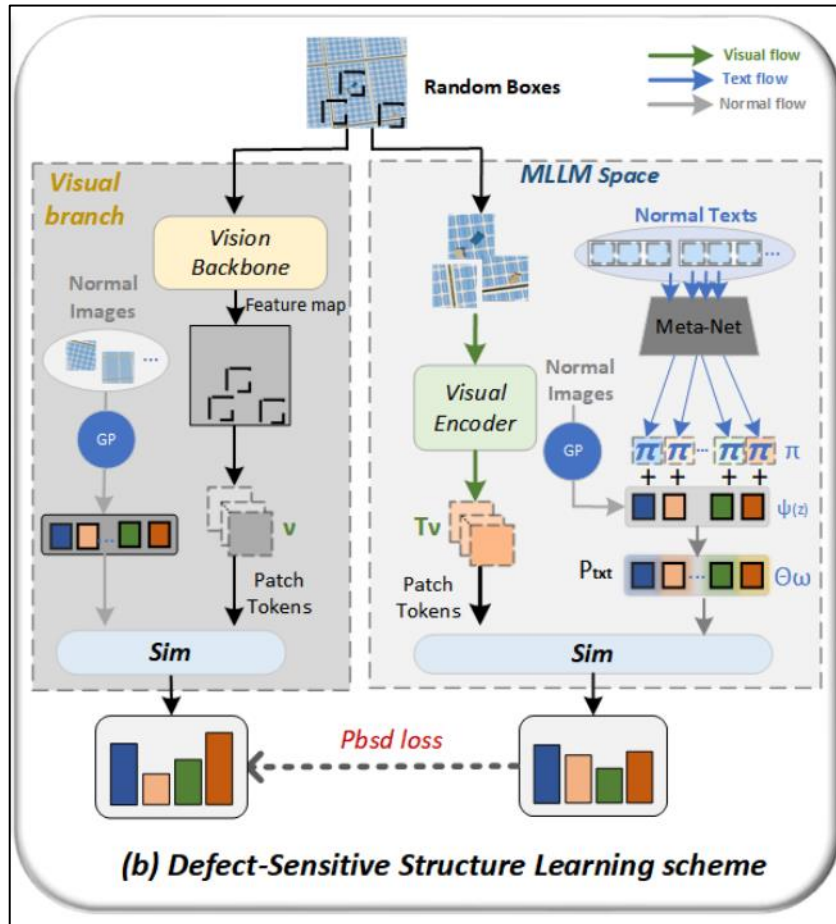 Random Boxes
Visual flow
Text flow
Normal flow
Visual
branch
Vision
Backbone
Normal
Images
...
GP
Feature map
...
ν
Patch
Tokens
Sim
MLLM Space
Normal Texts
...
Meta-Net
Visual
Encoder
Normal
Images
GP
π π ... π π π
+ + + +
ψ(z)
Tν
Ptxt
... Θω
Patch
Tokens
Sim
Pbsd loss
(b) Defect-Sensitive Structure Learning scheme